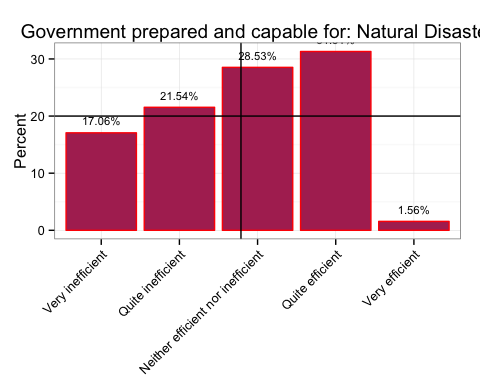 Government prepared and capable for: Natural Disaste
Percent
30
20
10
0
17.06%
21.54%
28.53%
1.56%
Very inefficient
Quite inefficient
Neither efficient nor inefficient
Quite efficient
Very efficient